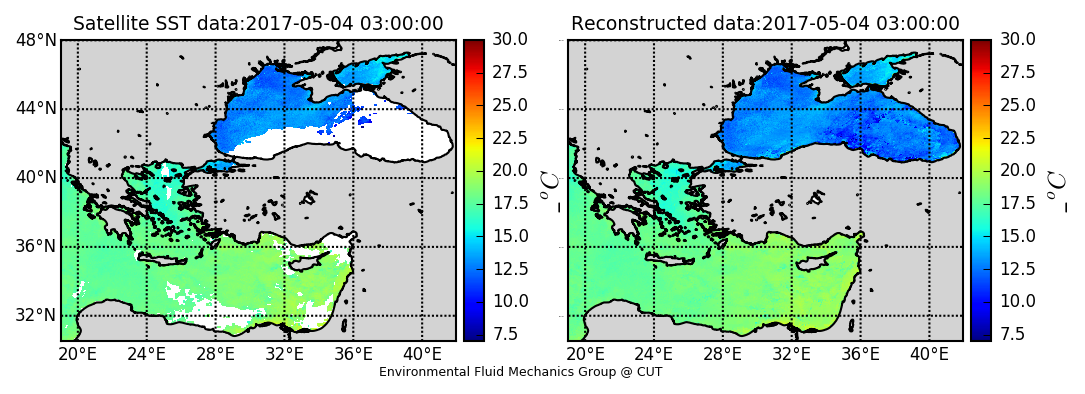 Satellite SST data:2017-05-04 03:00:00
Reconstructed data:2017-05-04 03:00:00
48°N
44°N
40°N
36°N
32°N
20°E 24°E 28°E 32°E 36°E 40°E
30.0
27.5
25.0
22.5
20.0
17.5
15.0
12.5
10.0
7.5
_ °C
20°E 24°E 28°E 32°E 36°E 40°E
30.0
27.5
25.0
22.5
20.0
17.5
15.0
12.5
10.0
7.5
_ °C
Environmental Fluid Mechanics Group @ CUT